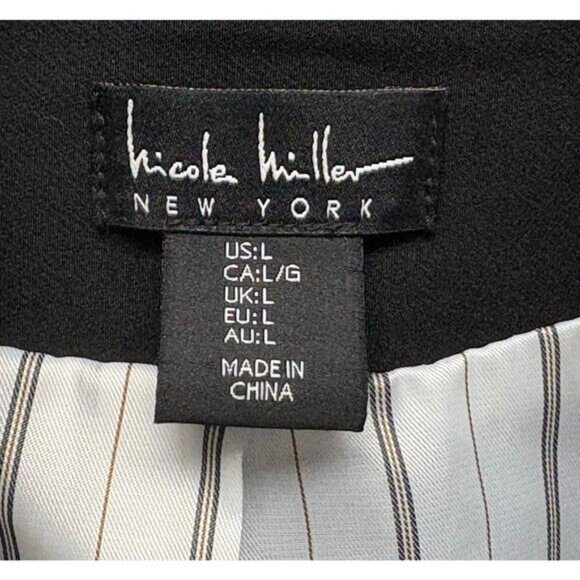 Nicole Miller
NEW YORK
US:L
CA:L/G
UK:L
EU:L
AU:L
MADE IN
CHINA